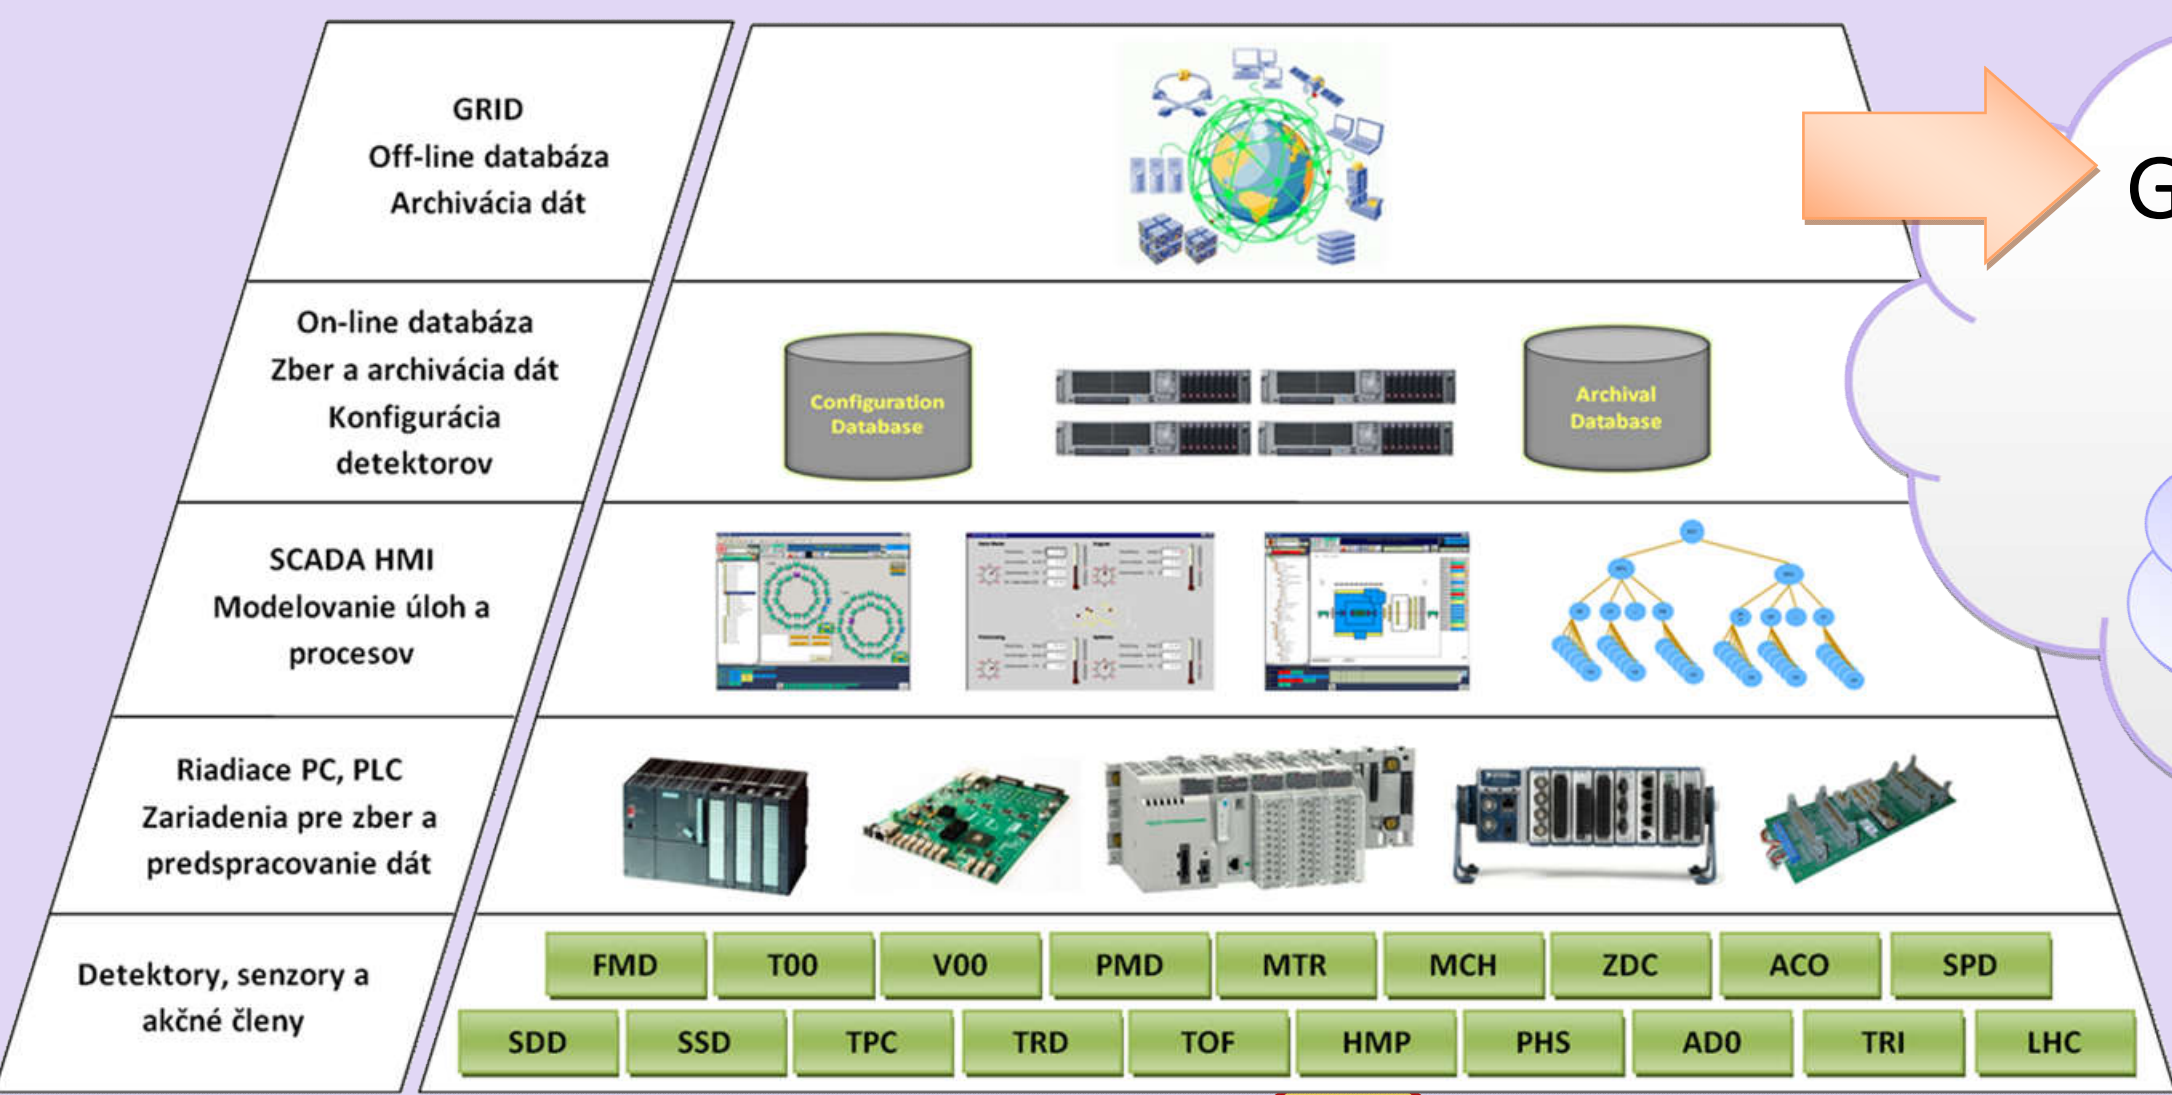 GRID
Off-line databáza
Archivácia dát
G
On-line databáza
Zber a archivácia dát
Konfigurácia
detektorov
Configuration
Database
Archival
Database
SCADA HMI
Modelovanie úloh a
procesov
Riadiace PC, PLC
Zariadenia pre zber a
predspracovanie dát
Detektory, senzory a
akčné členy
FMD T00 V00 PMD MTR MCH ZDC ACO SPD
SDD SSD TPC TRD TOF HMP PHS AD0 TRI LHC